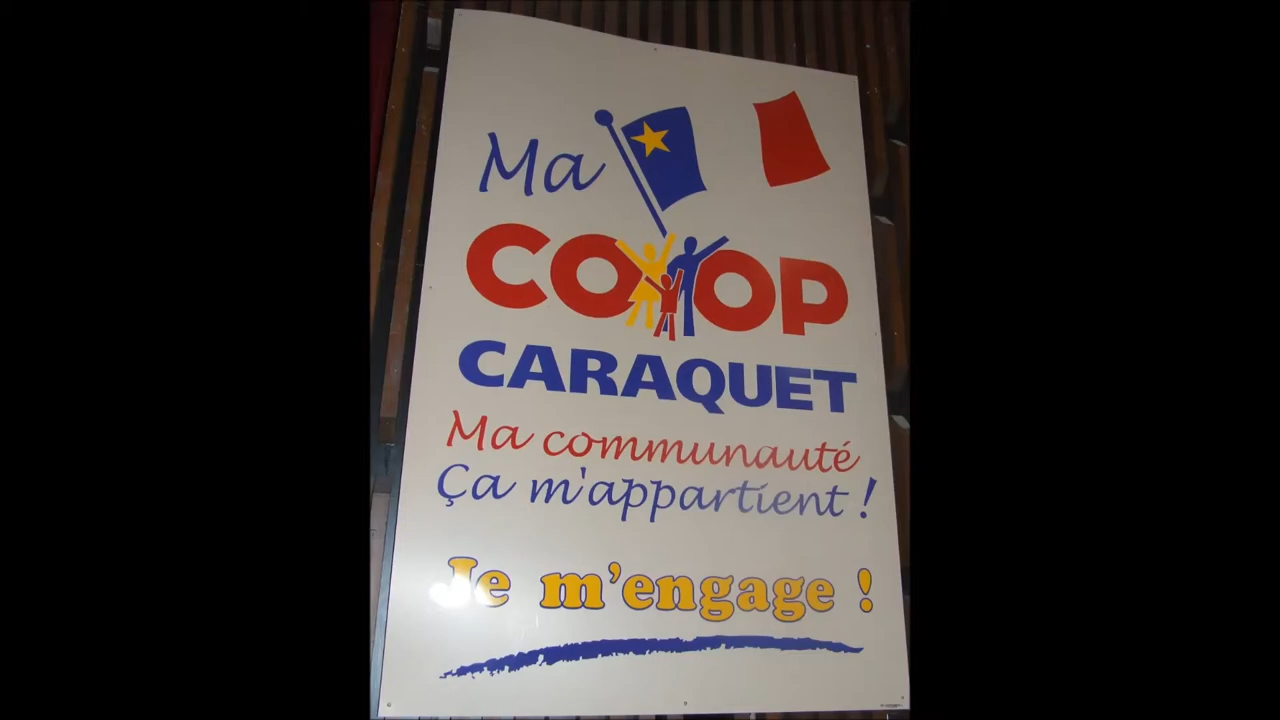 Ma
COOP
CARAQUET
Ma communauté
Ça m'appartient !
Je m'engage !